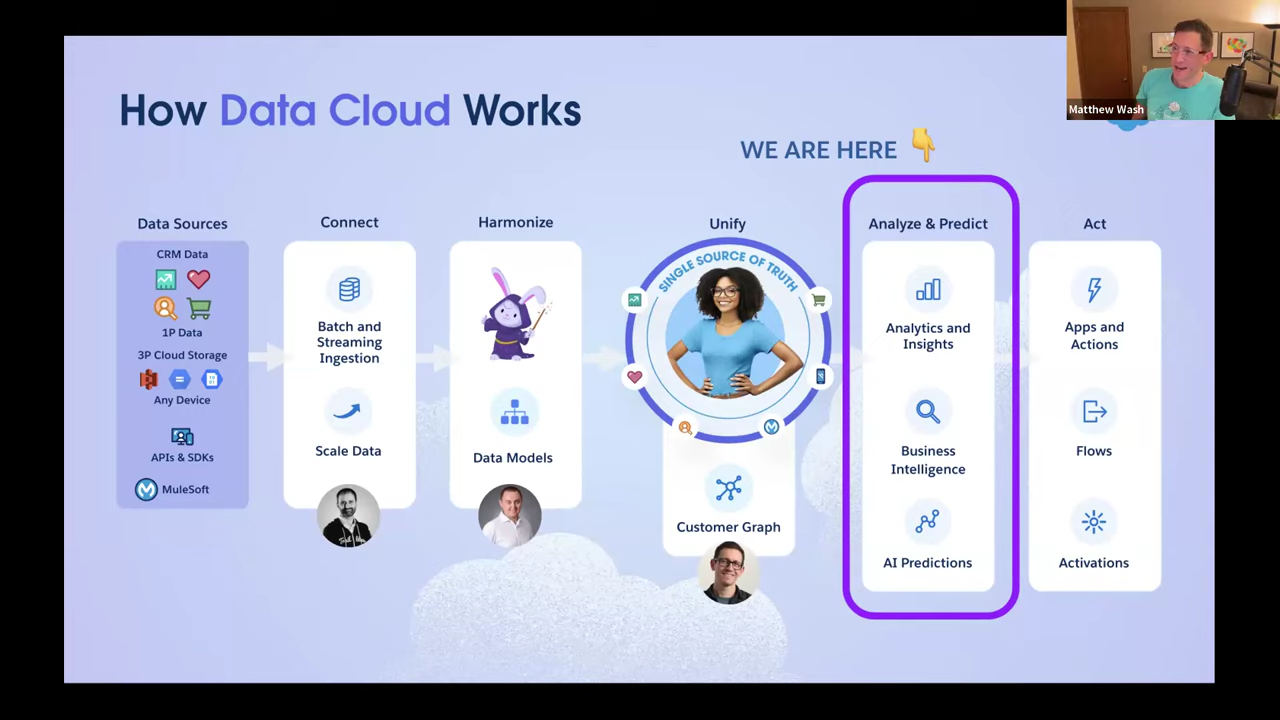 Matthew Wash
How Data Cloud Works
WE ARE HERE 👇
Data Sources
CRM Data
1P Data
3P Cloud Storage
Any Device
APIs & SDKs
MuleSoft
Connect
Batch and
Streaming
Ingestion
Scale Data
Harmonize
Data Models
Unify
SINGLE SOURCE OF TRUTH
Customer Graph
Analyze & Predict
Analytics and
Insights
Business
Intelligence
AI Predictions
Act
Apps and
Actions
Flows
Activations